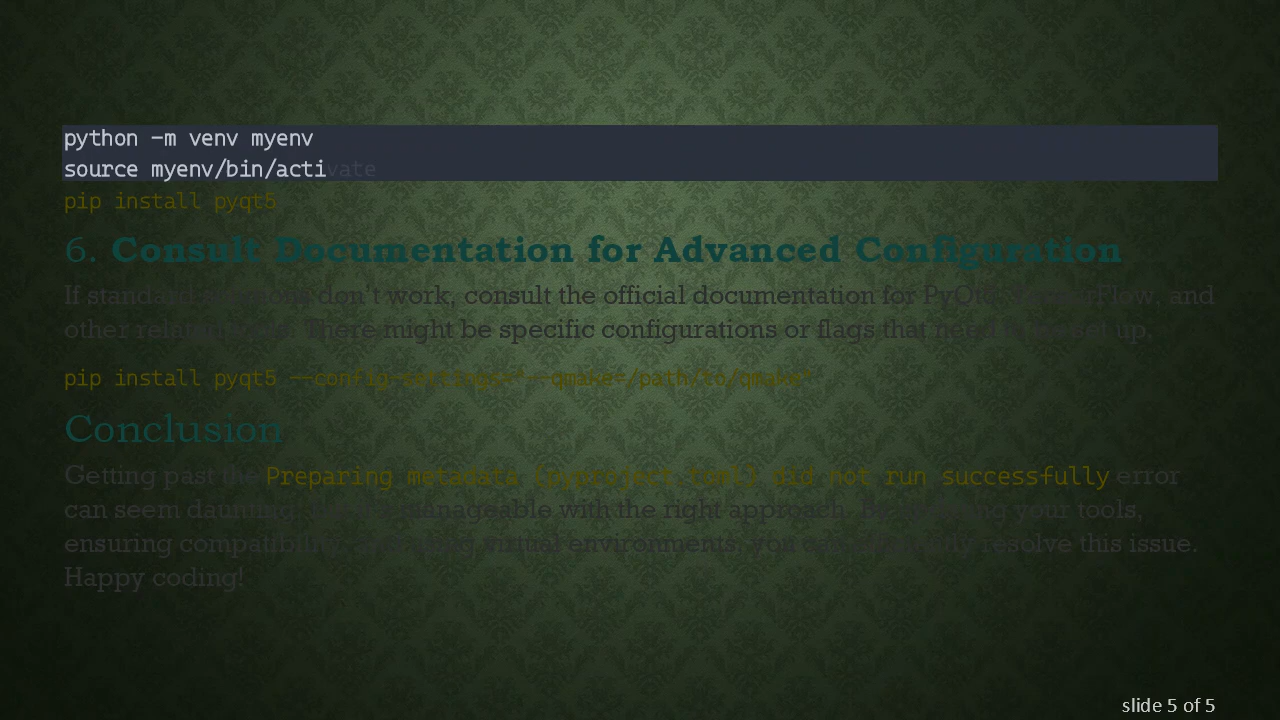 python -m venv myenv
source myenv/bin/activate
pip install pyqt5
6. Consult Documentation for Advanced Configuration
If standard solutions don't work, consult the official documentation for PyQt5, TensorFlow, and
other related tools. There might be specific configurations or flags that need to be set up.
pip install pyqt5 --config-settings="--qmake=/path/to/qmake"
Conclusion
Getting past the Preparing metadata (pyproject.toml) did not run successfully error
can seem daunting, but it's manageable with the right approach. By updating your tools,
ensuring compatibility, and using virtual environments, you can efficiently resolve this issue.
Happy coding!
slide 5 of 5